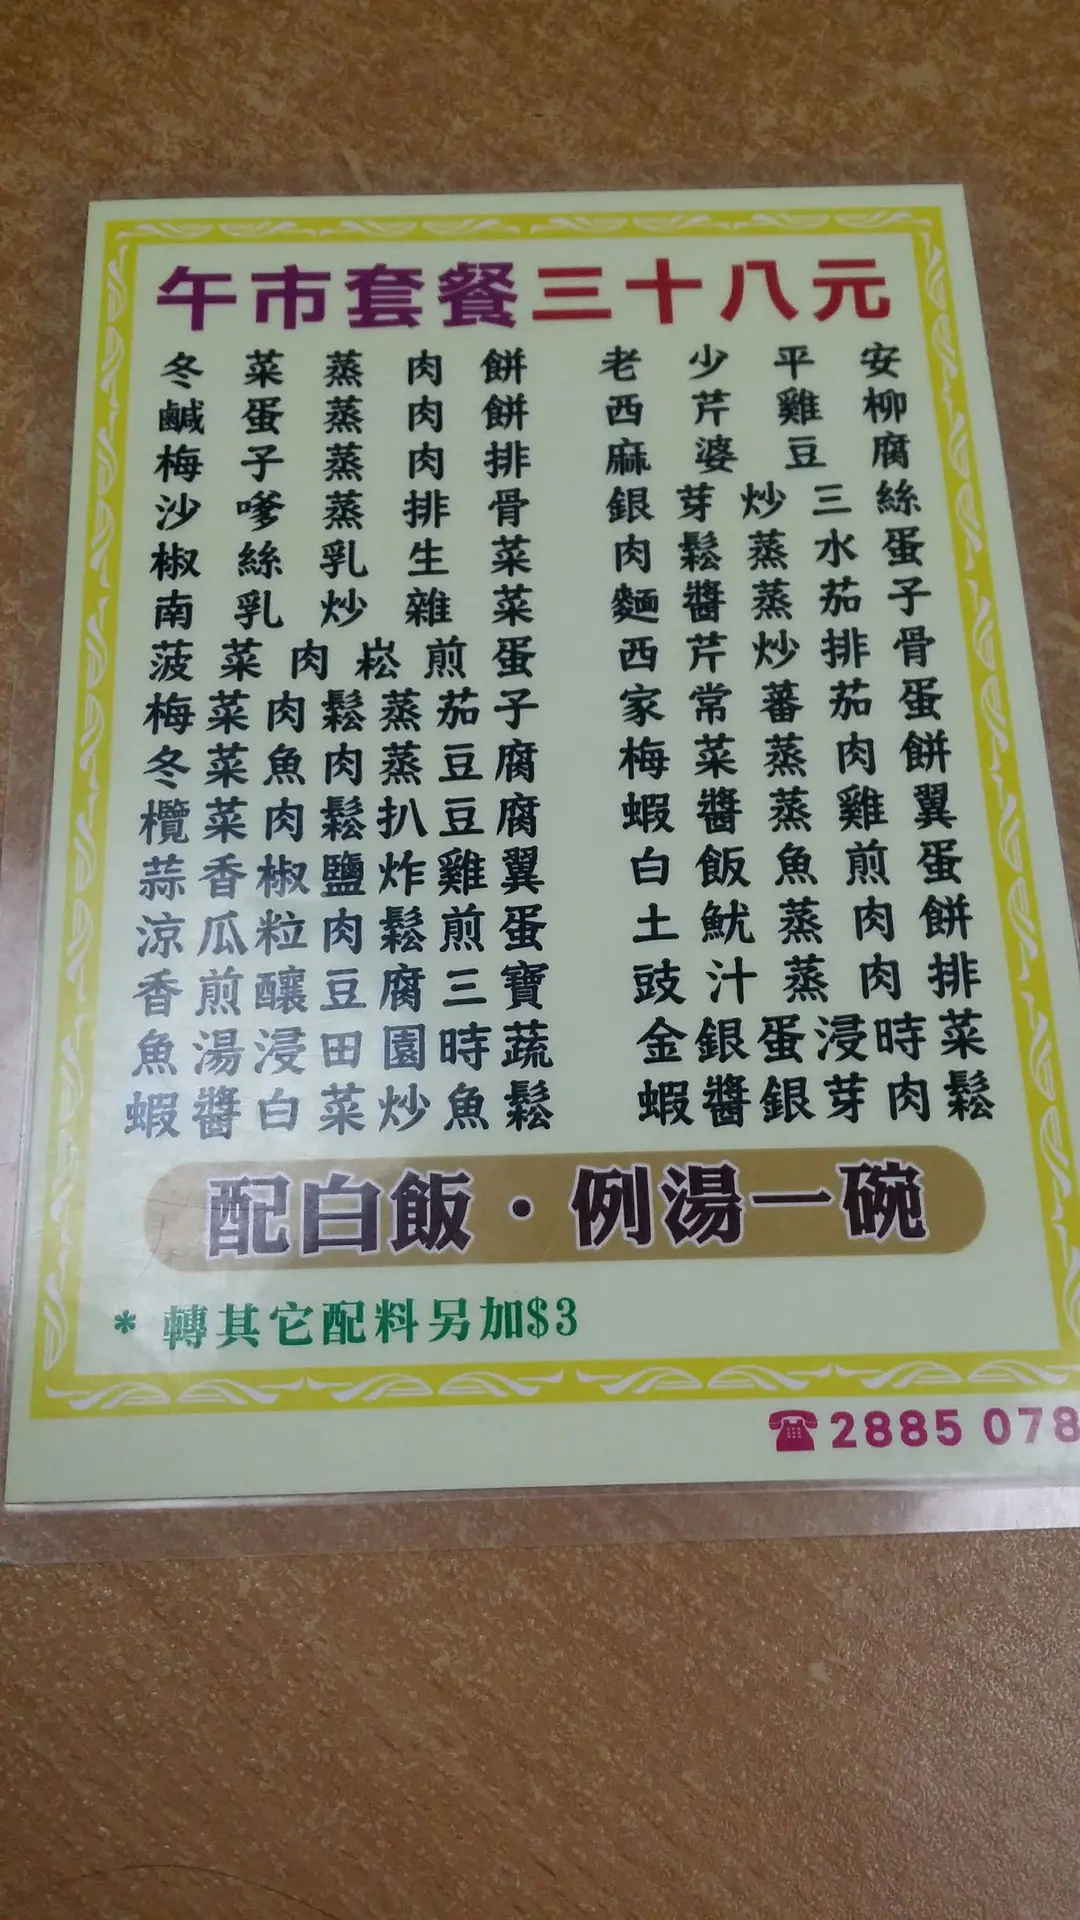 午市套餐三十八元
冬菜蒸肉餅
鹹蛋蒸肉餅
梅子蒸肉排
沙嗲蒸排骨
椒絲乳生菜
南乳炒雜菜
菠菜肉崧煎蛋
梅菜肉鬆蒸茄子
冬菜魚肉蒸豆腐
欖菜肉鬆扒豆腐
蒜香椒鹽炸雞翼
涼瓜粒肉鬆煎蛋
香煎釀豆腐三寶
魚湯浸田園時蔬
蝦醬白菜炒魚鬆
老少平安
西芹雞柳
麻婆豆腐
銀芽炒三絲
肉鬆蒸水蛋
麵醬蒸茄子
西芹炒排骨
家常蕃茄蛋
梅菜蒸肉餅
蝦醬蒸雞翼
白飯魚煎蛋
土魷蒸肉餅
豉汁蒸肉排
金銀蛋浸時菜
蝦醬銀芽肉鬆
配白飯·例湯一碗
* 轉其它配料另加$3
☎2885 078